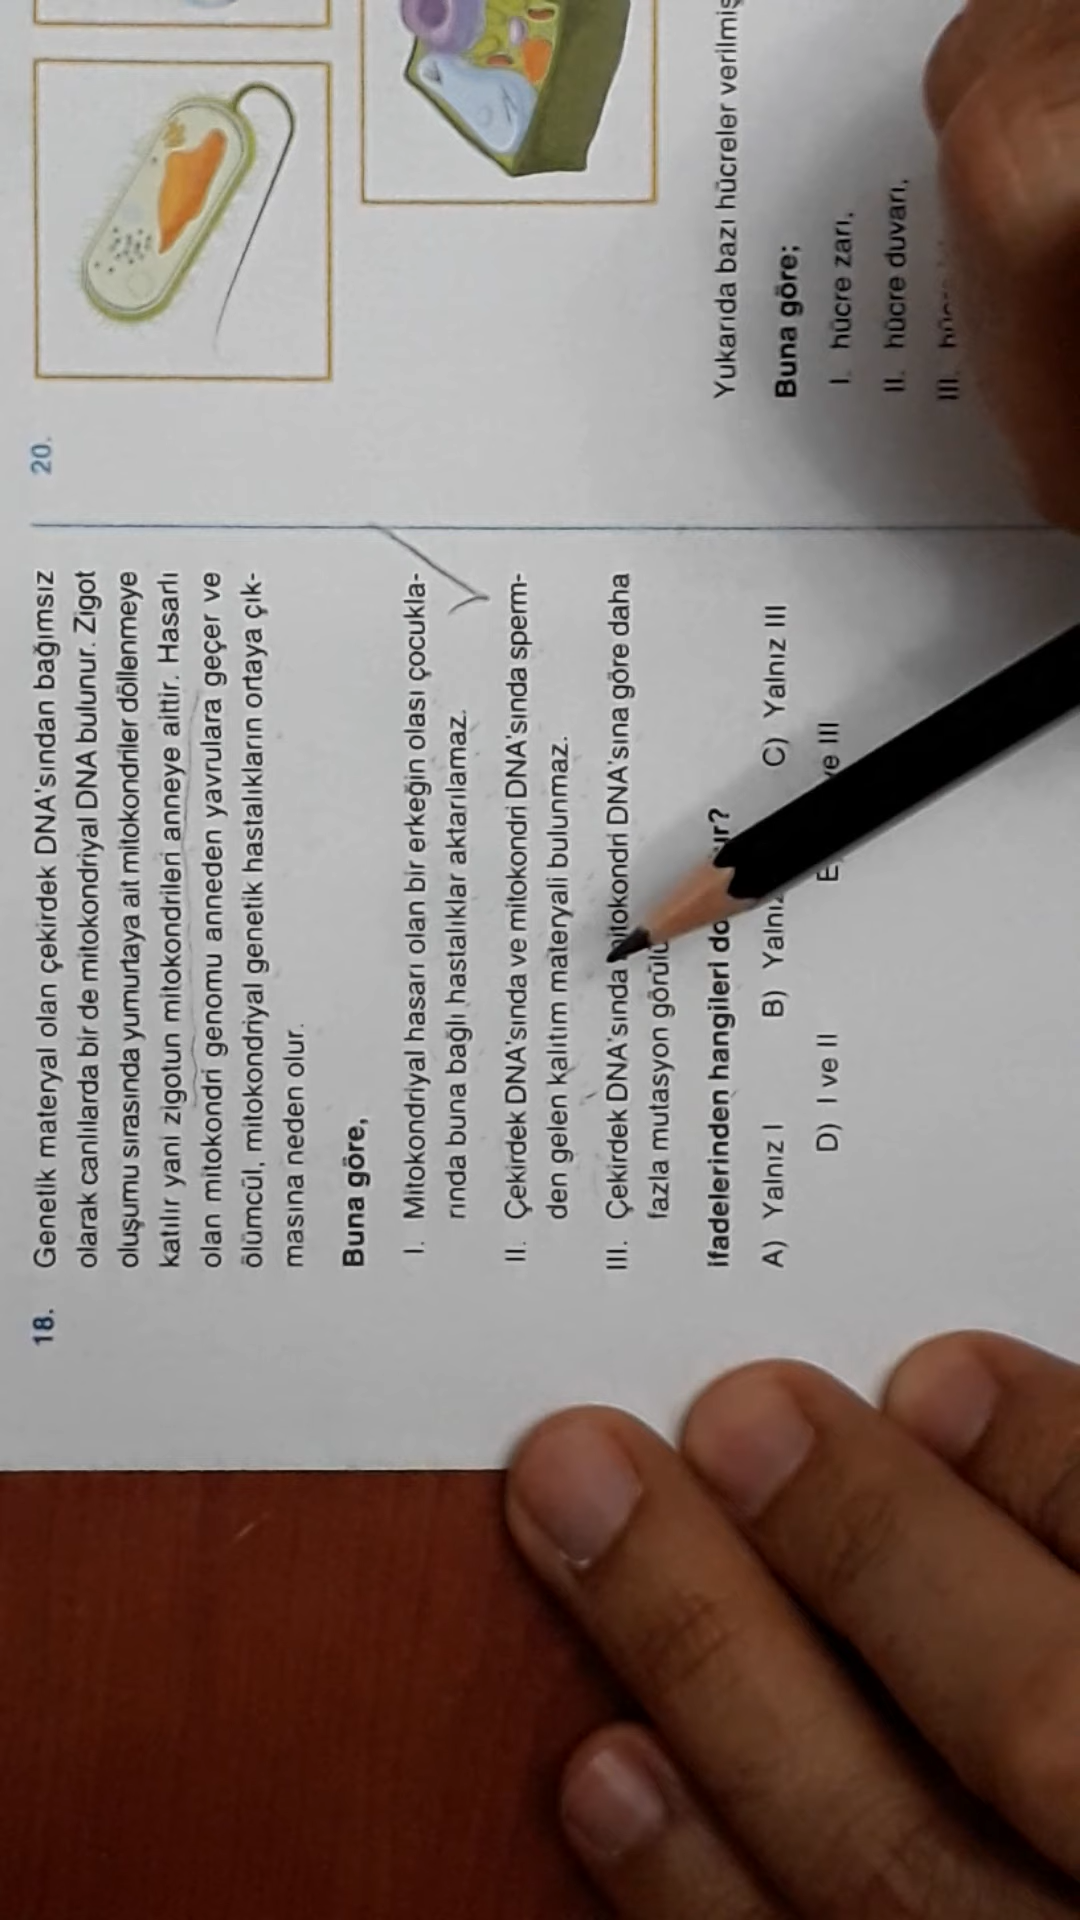 18. Genetik materyal olan çekirdek DNA'sından bağımsız
olarak canlılarda bir de mitokondriyal DNA bulunur. Zigot
oluşumu sırasında yumurtaya ait mitokondriler döllenmeye
katılır yani zigotun mitokondrileri anneye aittir. Hasarlı
olan mitokondri genomu anneden yavrulara geçer ve
ölümcül, mitokondriyal genetik hastalıkların ortaya çık-
masına neden olur.
Buna göre,
I. Mitokondriyal hasarı olan bir erkeğin olası çocukla-
rında buna bağlı hastalıklar aktarılamaz.
II. Çekirdek DNA'sında ve mitokondri DNA'sında sperm-
den gelen kalıtım materyali bulunmaz.
III. Çekirdek DNA'sında mitokondri DNA'sına göre daha
fazla mutasyon
ifadelerinden hangileri
A) Yalnız I B) C) Yalnız III
D) I ve II E ve III
20.
Yukarıda bazı hücreler
Buna göre;
I. hücre zarı,
II. hücre duvarı,
III.